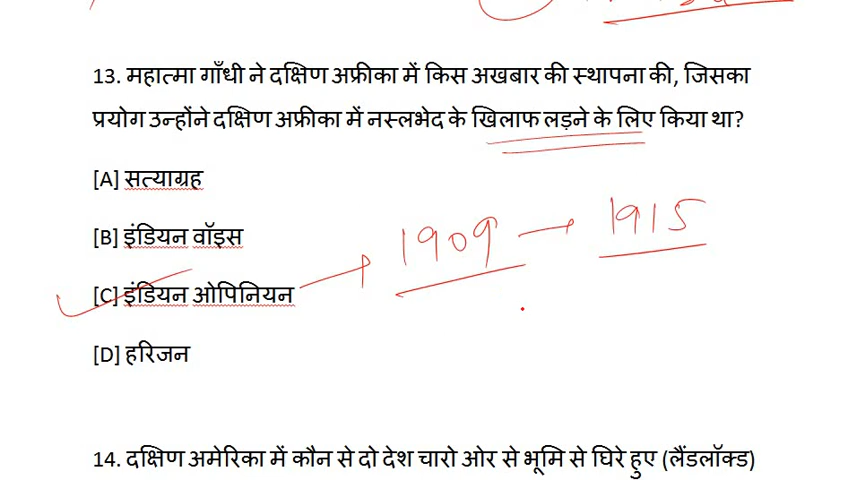 13. महात्मा गाँधी ने दक्षिण अफ्रीका में किस अखबार की स्थापना की, जिसका
प्रयोग उन्होंने दक्षिण अफ्रीका में नस्लभेद के खिलाफ लड़ने के लिए किया था?
[A] सत्याग्रह
[B] इंडियन वॉइस
1909 → 1915
[C] इंडियन ओपिनियन
[D] हरिजन
14. दक्षिण अमेरिका में कौन से दो देश चारो ओर से भूमि से घिरे हुए (लैंडलॉक्ड)